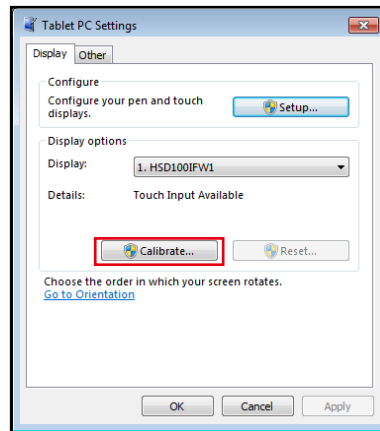 Tablet PC Settings
Display
Other
Configure
Configure your pen and touch
displays.
Setup...
Display options
Display:
1. HSD100IFW1
Details:
Touch Input Available
Calibrate...
Reset...
Choose the order in which your screen rotates.
Go to Orientation
OK
Cancel
Apply